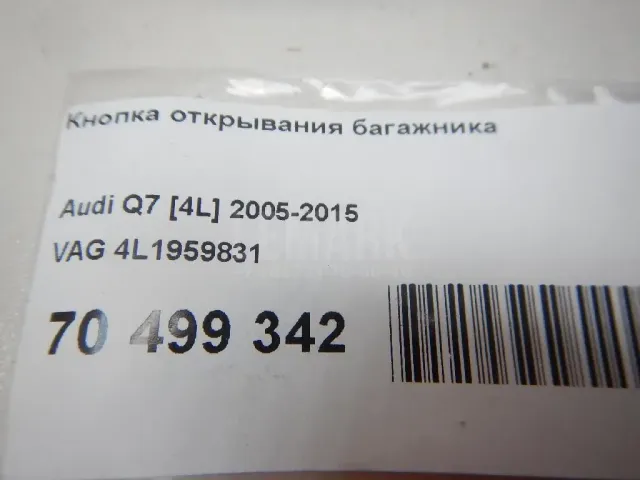 Кнопка открывания багажника
Audi Q7 [4L] 2005-2015
VAG 4L1959831
70 499 342